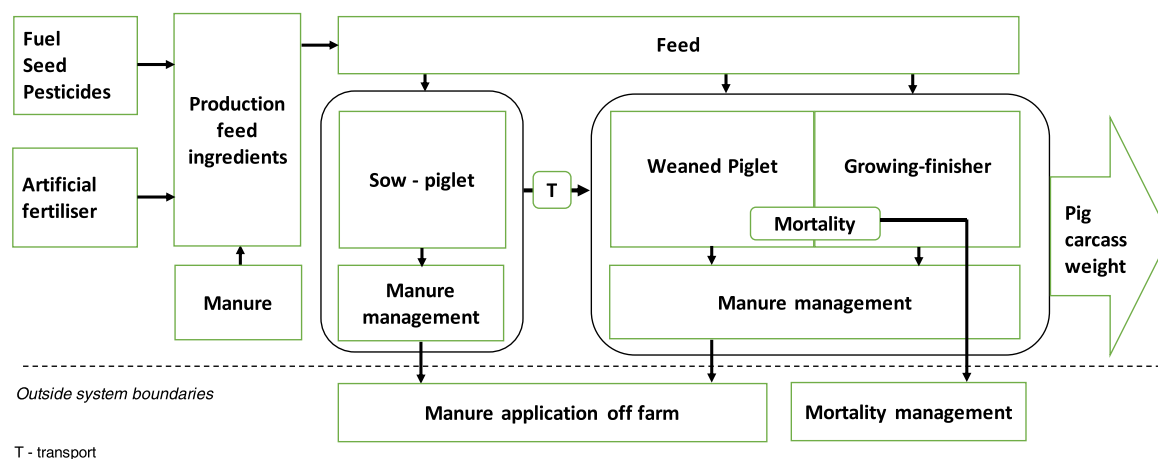 Fuel
Seed
Pesticides
Artificial
fertiliser
Production
feed
ingredients
Manure
Feed
Sow - piglet
Manure
management
T
Weaned Piglet
Growing-finisher
Mortality
Manure management
Pig
carcass
weight
Outside system boundaries
Manure application off farm
Mortality management
T - transport